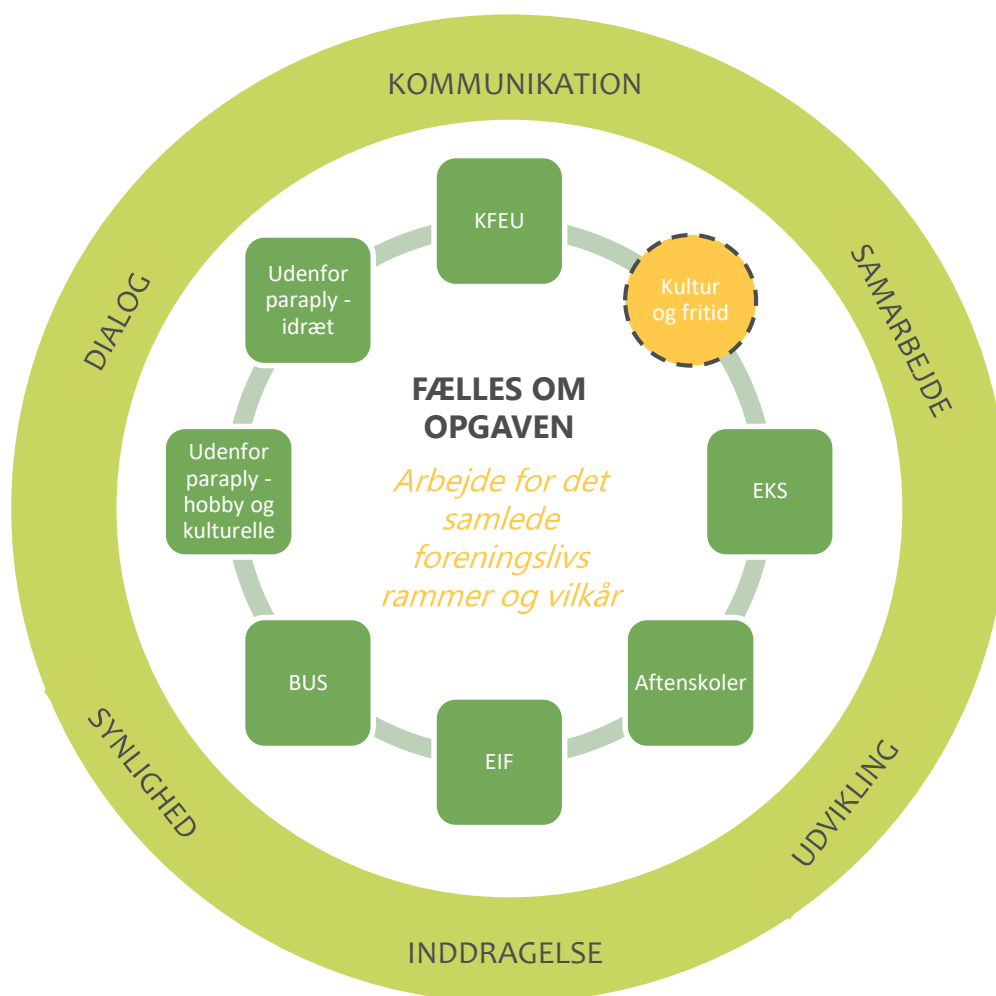 KOMMUNIKATION
SAMARBEJDE
UDVIKLING
INDDRAGELSE
SYNLIGHED
DIALOG
KFEU
Kultur
og fritid
EKS
Aftenskoler
EIF
BUS
Udenfor
paraply -
hobby og
kulturelle
Udenfor
paraply -
idræt
FÆLLES OM
OPGAVEN
Arbejde for det
samlede
foreningslivs
rammer og vilkår